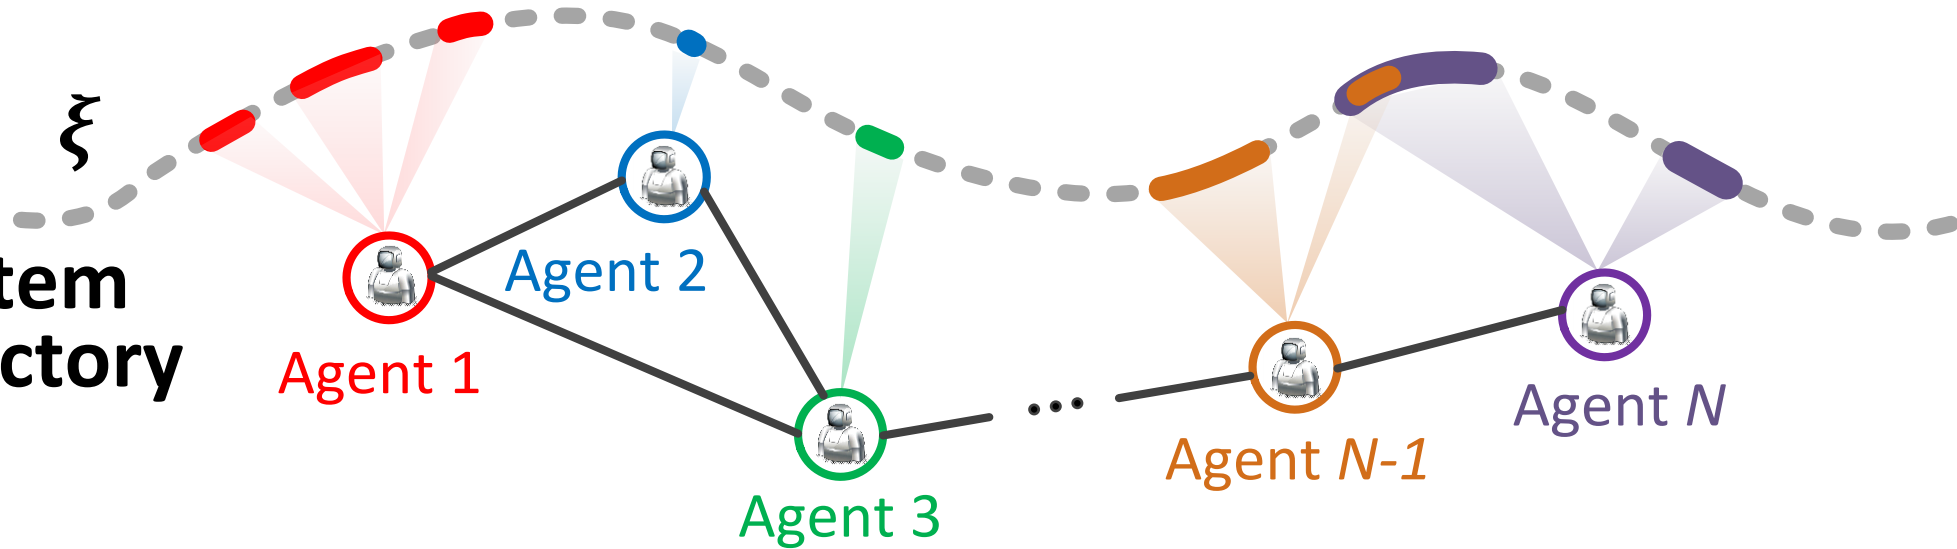 ξ
tem
ctory
Agent 1
Agent 2
Agent 3
...
Agent N-1
Agent N